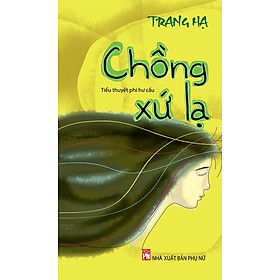 TRANG HẠ
Chồng
Tiểu thuyết phi hư cấu
xứ lạ
NHÀ XUẤT BẢN PHỤ NỮ